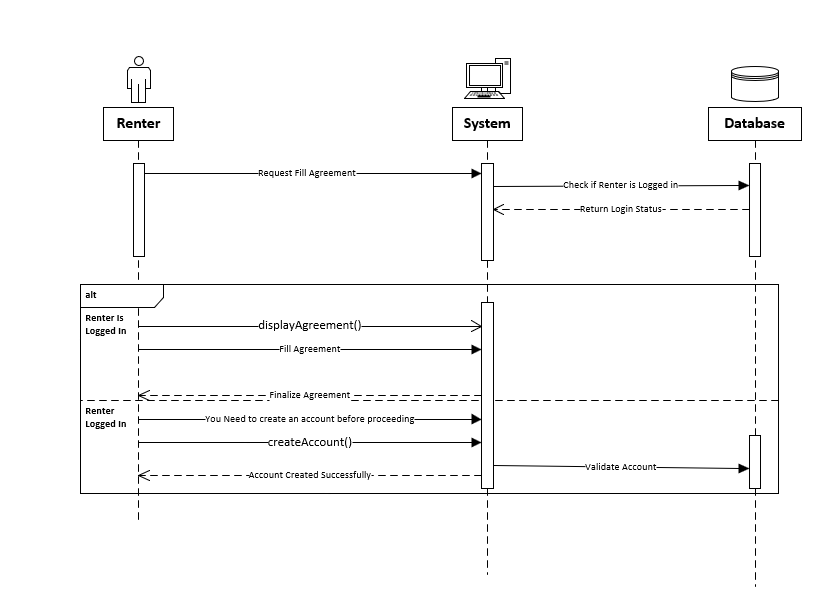 Renter
System
Database
Request Fill Agreement
Check if Renter is Logged in
Return Login Status
alt
Renter Is
Logged In
displayAgreement()
Fill Agreement
Finalize Agreement
Renter
Logged In
You Need to create an account before proceeding
createAccount()
Validate Account
Account Created Successfully